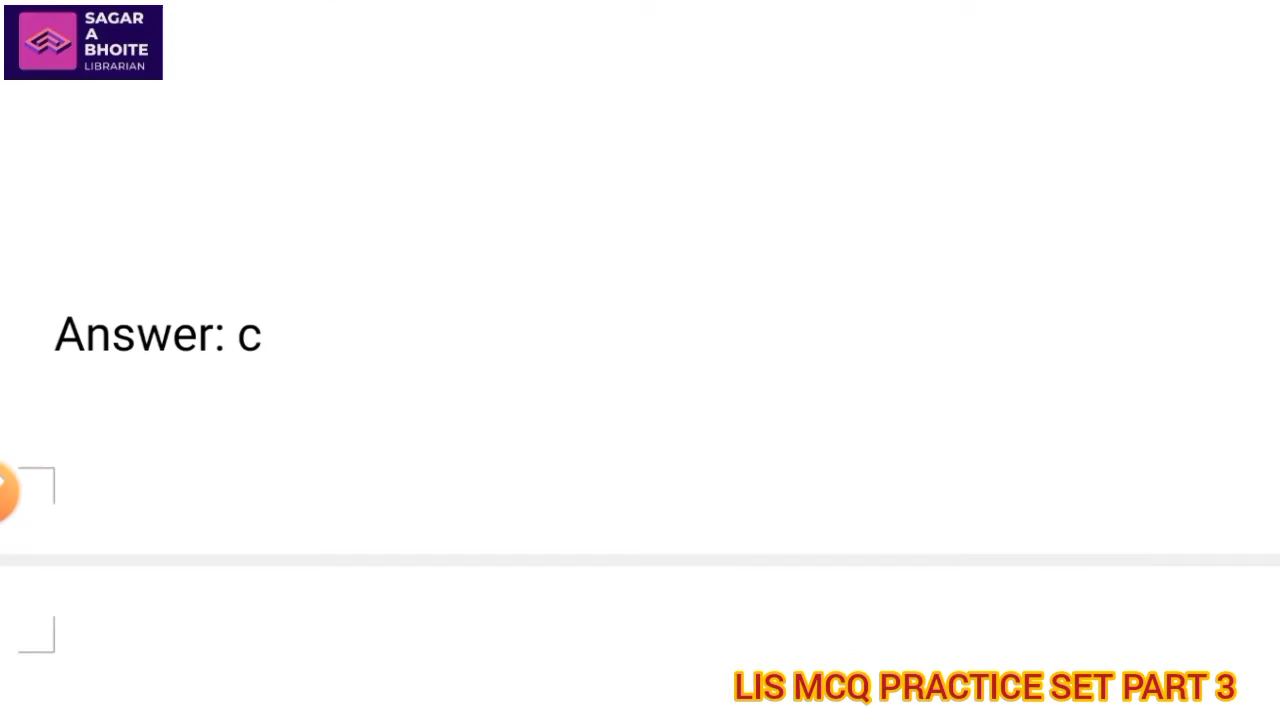 SAGAR
A
BHOITE
LIBRARIAN
Answer: c
LIS MCQ PRACTICE SET PART 3